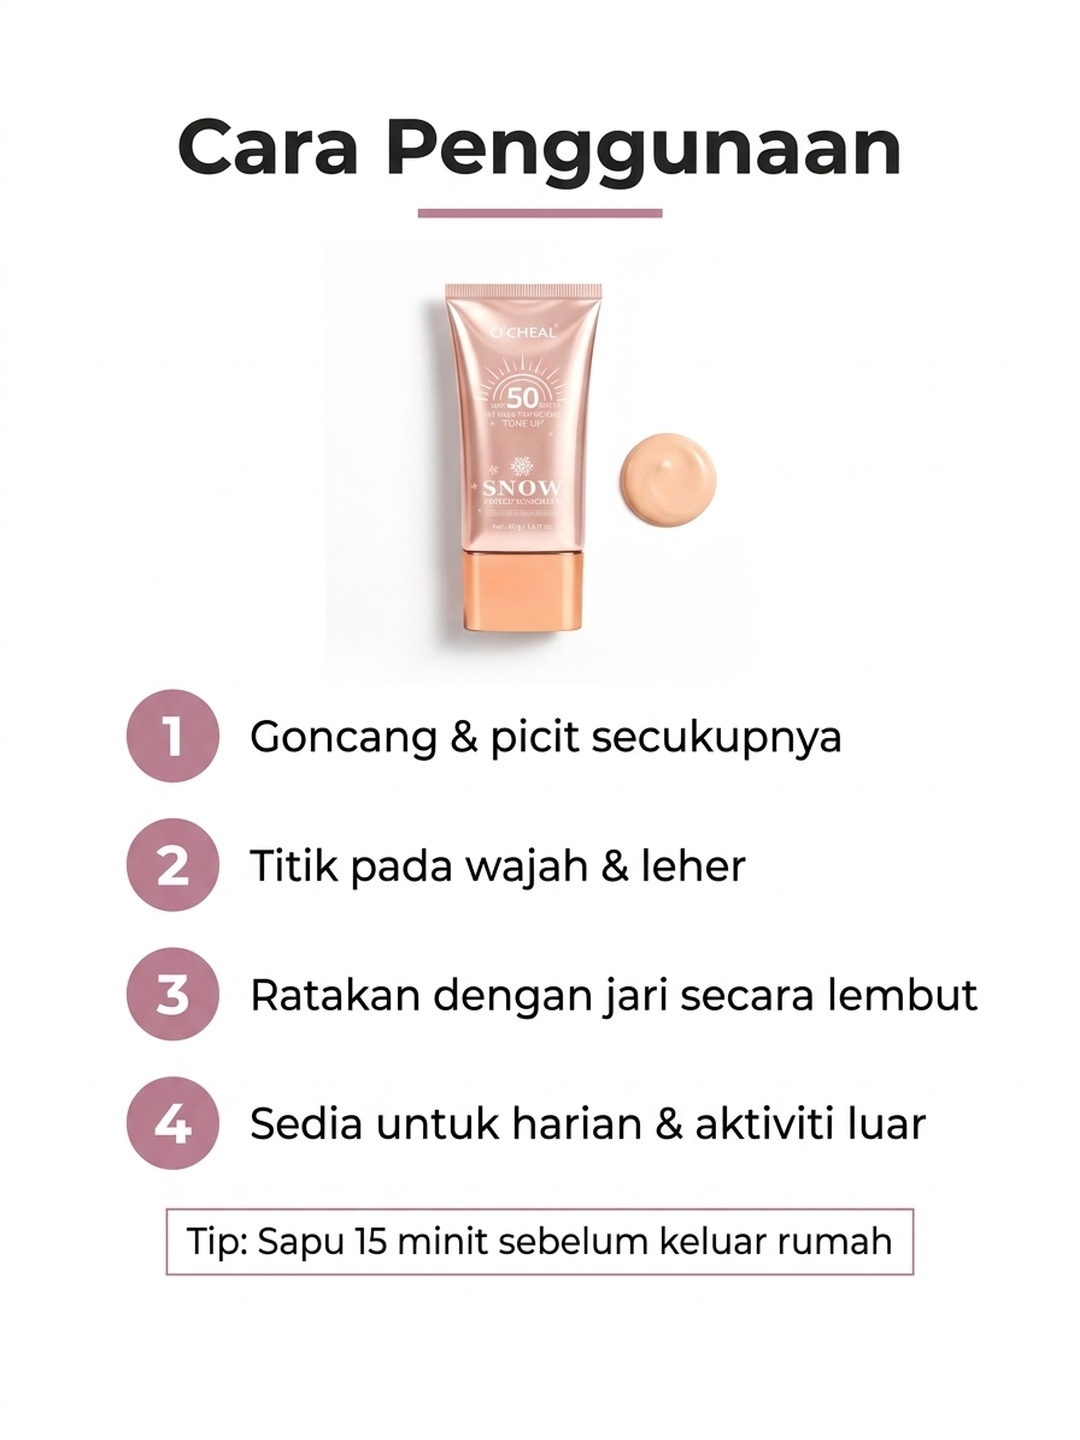 Cara Penggunaan
O'CHEAL
50
TONE UP
SNOW
1 Goncang & picit secukupnya
2 Titik pada wajah & leher
3 Ratakan dengan jari secara lembut
4 Sedia untuk harian & aktiviti luar
Tip: Sapu 15 minit sebelum keluar rumah